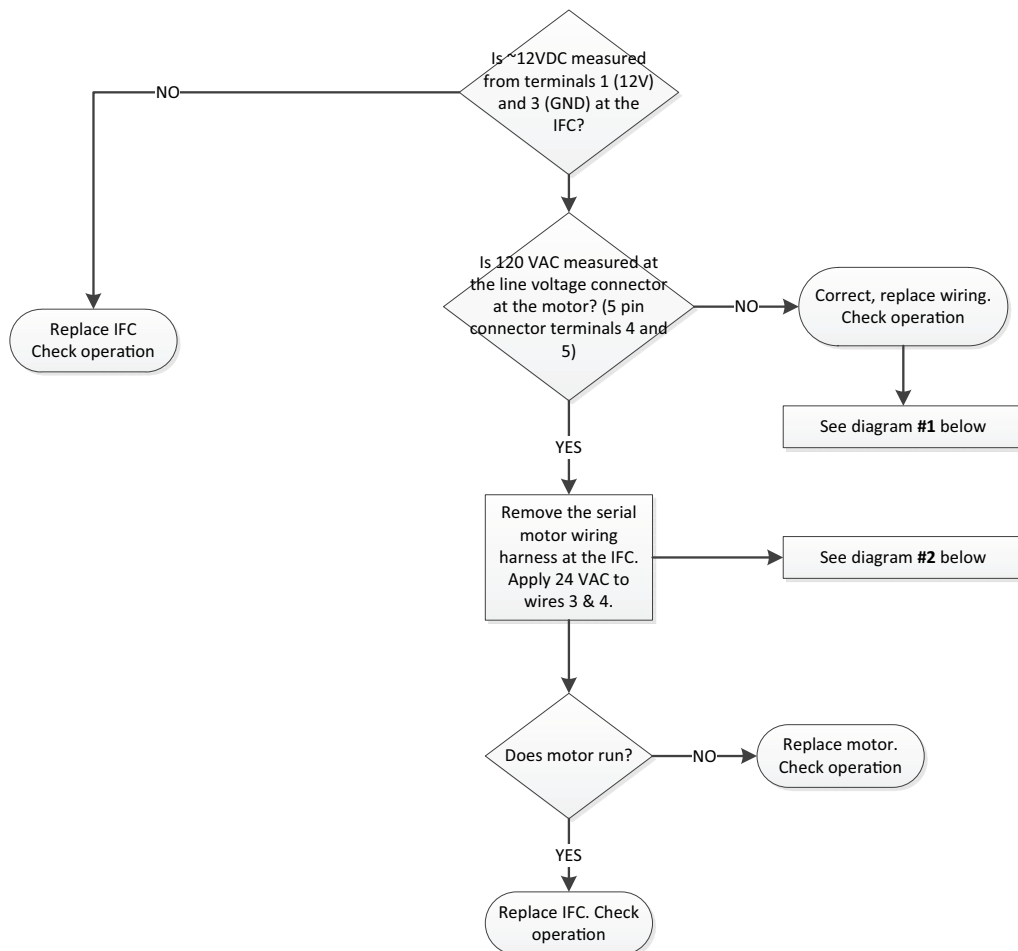 Is ~12VDC measured
from terminals 1 (12V)
and 3 (GND) at the
IFC?
NO
Replace IFC
Check operation
Is 120 VAC measured at
the line voltage connector
at the motor? (5 pin
connector terminals 4 and
5)
NO
Correct, replace wiring.
Check operation
See diagram #1 below
YES
Remove the serial
motor wiring
harness at the IFC.
Apply 24 VAC to
wires 3 & 4.
See diagram #2 below
Does motor run?
NO
Replace motor.
Check operation
YES
Replace IFC. Check
operation